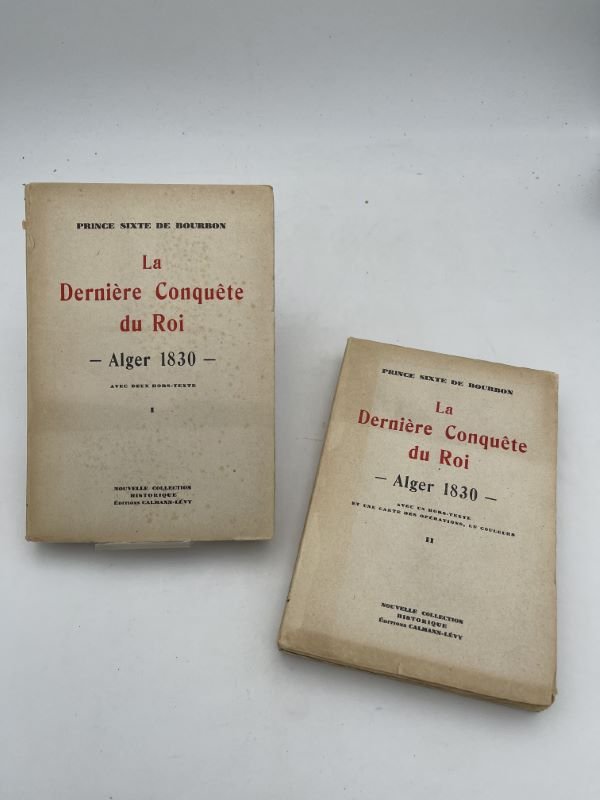 PRINCE SIXTE DE BOURBON
La
Dernière Conquête
du Roi
— Alger 1830 —
AVEC DEUX HORS-TEXTE
I
NOUVELLE COLLECTION
HISTORIQUE
Éditions CALMANN-LÉVY
PRINCE SIXTE DE BOURBON
La
Dernière Conquête
du Roi
— Alger 1830 —
AVEC UN HORS-TEXTE
ET UNE CARTE DES OPÉRATIONS, EN COULEURS
II
NOUVELLE COLLECTION
HISTORIQUE
Éditions CALMANN-LÉVY